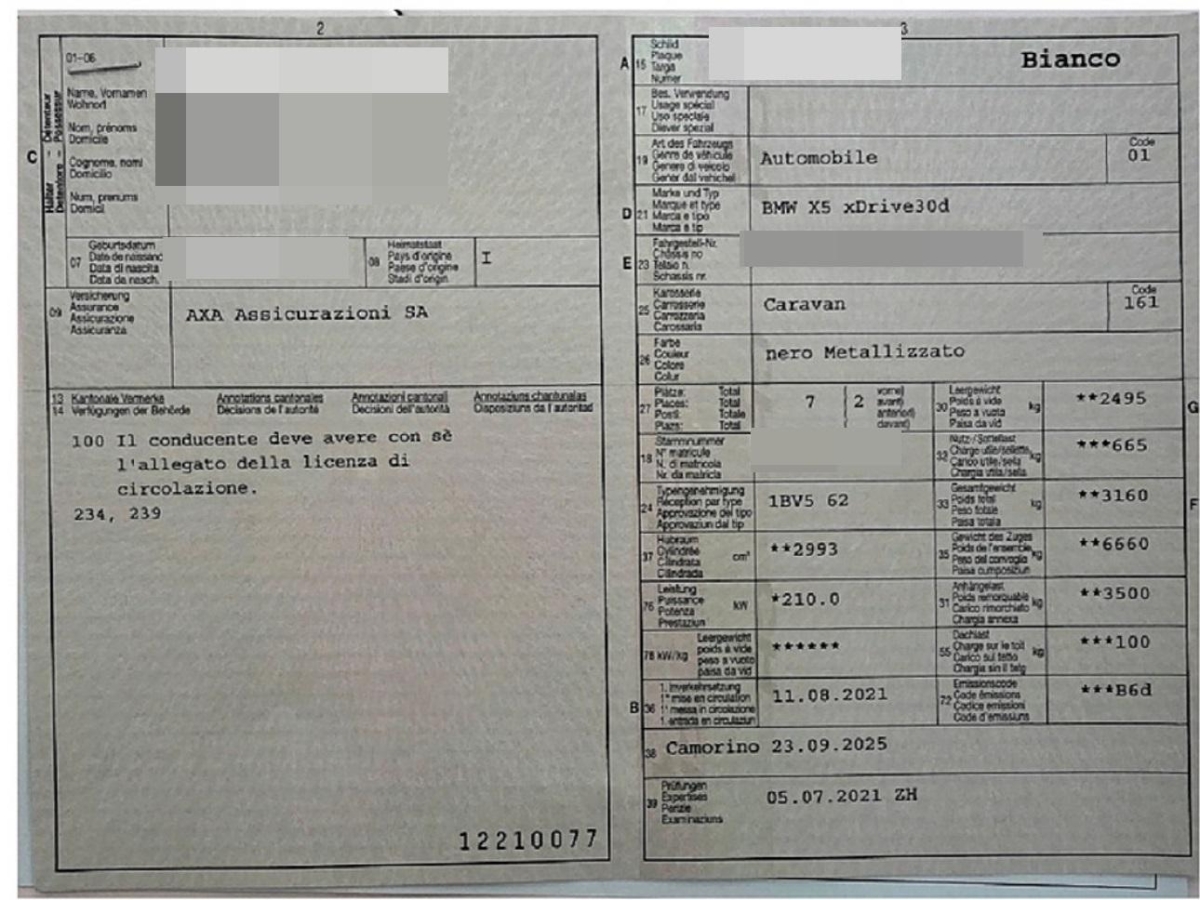 2
01-06
Name, Vornamen
Wohnort
Nom, prénoms
Domicile
Cognome, nomi
Domicilio
Num, prenums
Domicil
C
Halter - Détenteur
Detentore - Possessur
07
Geburtsdatum
Date de naissanc
Data di nascita
Data da nasch.
08
Heimatstaat
Pays d'origine
Paese d'origine
Stadi d'origin
I
09
Versicherung
Assurance
Assicurazione
Assicuranza
AXA Assicurazioni SA
13 Kantonale Vermerke Annotations cantonales Annotazioni cantonali Annotaziuns chantunalas
14 Verfügungen der Behörde Décisions de l'autorité Decisioni dell'autorità Disposiziuns da l'autoritad
100 Il conducente deve avere con sè
l'allegato della licenza di
circolazione.
234, 239
12210077
3
A 15
Schild
Plaque
Targa
Numer
Bianco
17
Bes. Verwendung
Usage spécial
Uso speciale
Diever spezial
19
Art des Fahrzeugs
Genre de véhicule
Genere di veicolo
Gener dal vehichel
Automobile
Code
01
D 21
Marke und Typ
Marque et type
Marca e tipo
Marca e tip
BMW X5 xDrive30d
E 23
Fahrgestell-Nr.
Châssis no
Telaio n.
Schassis nr.
25
Karosserie
Carrosserie
Carrozzeria
Carossaria
Caravan
Code
161
26
Farbe
Couleur
Colore
Colur
nero Metallizzato
27
Plätze: Total
Places: Total
Posti: Totale
Plazs: Total
7
2
vorne)
avant)
anteriori)
davant)
30
Leergewicht
Poids à vide
Peso a vuoto
Paisa da vid
kg
**2495
G
18
Stammnummer
N° matricule
N. di matricola
Nr. da matricla
32
Nutz-/Sattellast
Charge utile/sellette
Carico utile/sella
Chargia utila/sella
kg
***665
24
Typengenehmigung
Réception par type
Approvazione del tipo
Approvaziun dal tip
1BV5 62
33
Gesamtgewicht
Poids total
Peso totale
Paisa totala
kg
**3160
F
37
Hubraum
Cylindrée
Cilindrata
Cilindrada
cm³
**2993
35
Gewicht des Zuges
Poids de l'ensemble
Peso del convoglio
Paisa cumposiziun
kg
**6660
76
Leistung
Puissance
Potenza
Prestaziun
kW
*210.0
31
Anhängelast
Poids remorquable
Carico rimorchiato
Chargia annexa
kg
**3500
78 kW/kg
Leergewicht
poids à vide
peso a vuoto
paisa da vid
******
55
Dachlast
Charge sur le toit
Carico sul tetto
Chargia sin il tetg
kg
***100
B 36
1. Inverkehrsetzung
1re mise en circulation
1a messa in circolazione
1. entrada en circulaziun
11.08.2021
72
Emissionscode
Code émissions
Codice emissioni
Code d'emissiuns
***B6d
38 Camorino 23.09.2025
39
Prüfungen
Expertises
Perizie
Examinaziuns
05.07.2021 ZH